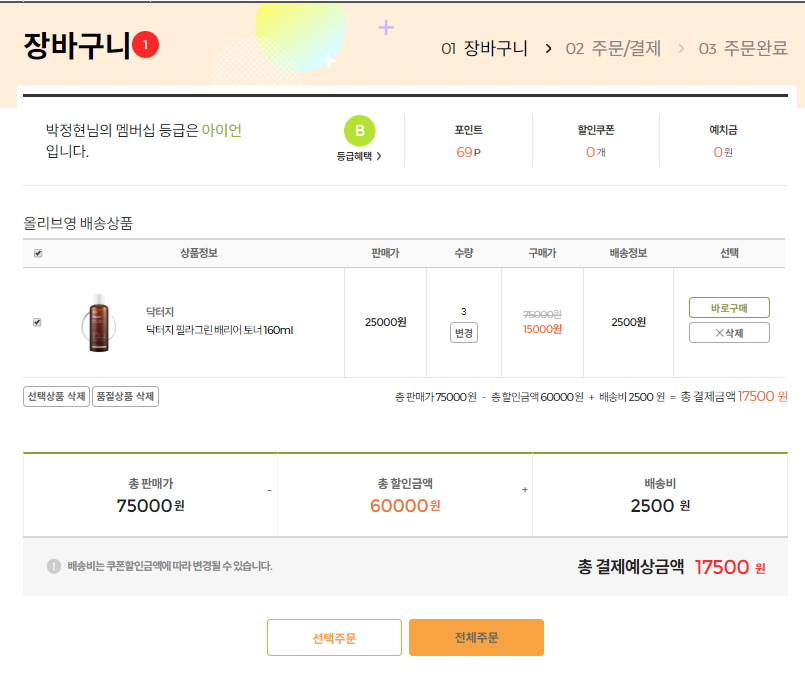 장바구니 1
01 장바구니 > 02 주문/결제 > 03 주문완료
박정현님의 멤버십 등급은 아이언
입니다.
B
등급혜택 >
포인트
69P
할인쿠폰
0개
예치금
0원
올리브영 배송상품
상품정보 판매가 수량 구매가 배송정보 선택
닥터지
닥터지 필라그린 배리어 토너 160ml
25000원
3
변경
75000원
15000원
2500원
바로구매
×삭제
선택상품 삭제 품절상품 삭제
총 판매가 75000원 - 총 할인금액 60000원 + 배송비 2500 원 = 총 결제금액 17500 원
총 판매가
75000원
-
총 할인금액
60000원
+
배송비
2500 원
! 배송비는 쿠폰할인금액에 따라 변경될 수 있습니다.
총 결제예상금액 17500 원
선택주문 전체주문